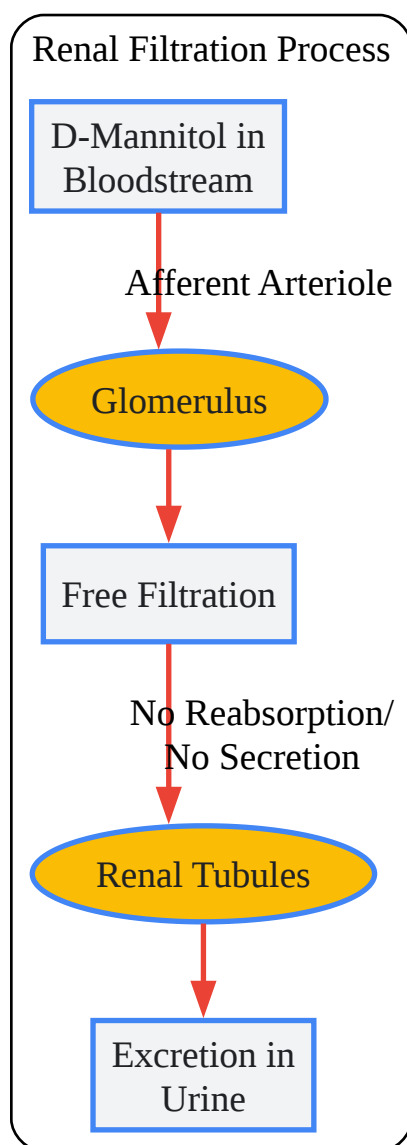 Renal Filtration Process
D-Mannitol in
Bloodstream
Afferent Arteriole
Glomerulus
Free Filtration
No Reabsorption/
No Secretion
Renal Tubules
Excretion in
Urine